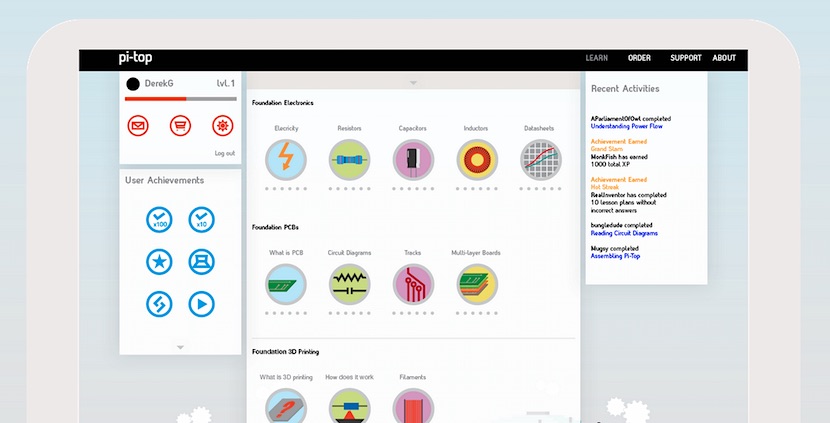 pi-top
LEARN ORDER SUPPORT ABOUT
DerekG lvl.1
Log out
User Achievements
x100 x10
Foundation Electronics
Elecricity Resistors Capacitors Inductors Datasheets
Foundation PCBs
What is PCB Circuit Diagrams Tracks Multi-layer Boards
Foundation 3D Printing
What is 3D printing How does it work Filaments
Recent Activities
AParliamentOfOwl completed
Understanding Power Flow
Achievement Earned
Grand Slam
MonkFish has earned
1000 total XP
Achievement Earned
Hot Streak
RealInventor has completed
10 lesson plans without
incorrect answers
bungledude completed
Reading Circuit Diagrams
Mugsy completed
Assembling Pi-Top